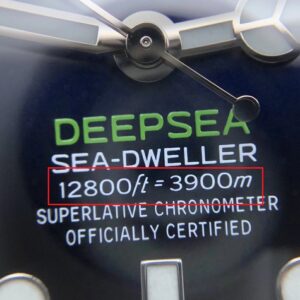 DEEPSEA
SEA-DWELLER
12800ft = 3900m
SUPERLATIVE CHRONOMETER
OFFICIALLY CERTIFIED